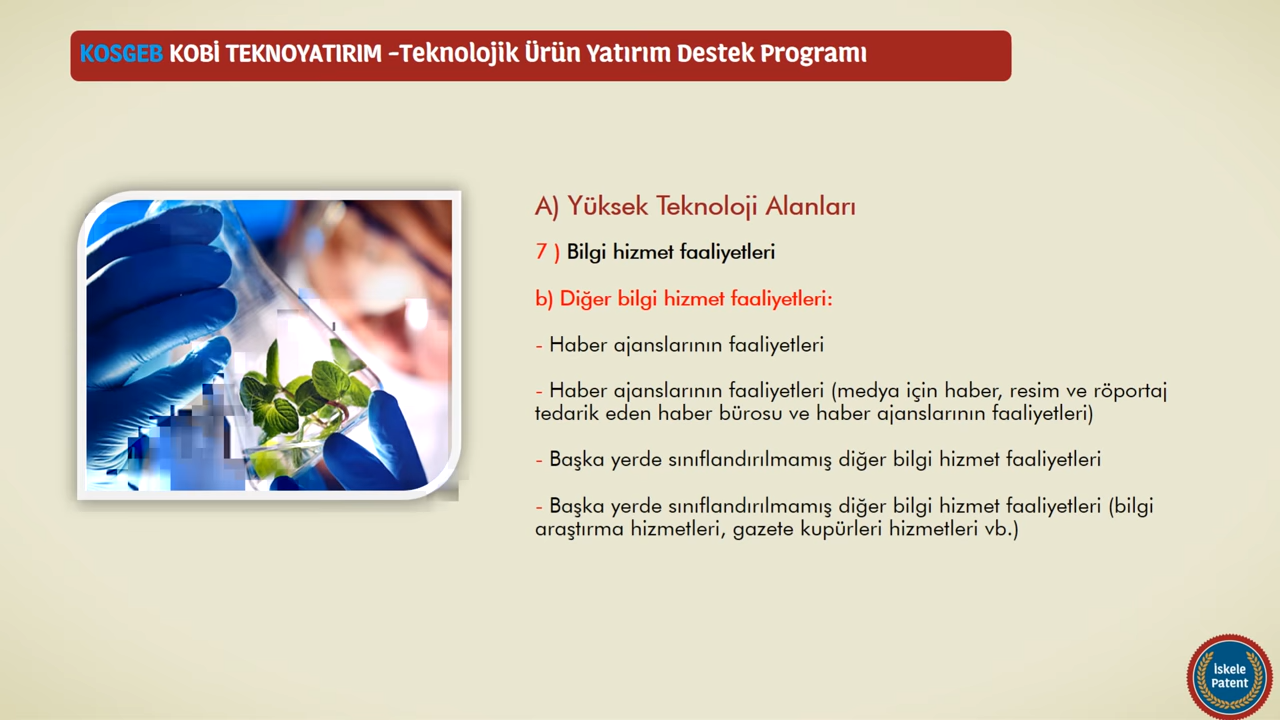 KOSGEB KOBİ TEKNOYATIRIM -Teknolojik Ürün Yatırım Destek Programı
A) Yüksek Teknoloji Alanları
7 ) Bilgi hizmet faaliyetleri
b) Diğer bilgi hizmet faaliyetleri:
- Haber ajanslarının faaliyetleri
- Haber ajanslarının faaliyetleri (medya için haber, resim ve röportaj
tedarik eden haber bürosu ve haber ajanslarının faaliyetleri)
- Başka yerde sınıflandırılmamış diğer bilgi hizmet faaliyetleri
- Başka yerde sınıflandırılmamış diğer bilgi hizmet faaliyetleri (bilgi
araştırma hizmetleri, gazete kupürleri hizmetleri vb.)
İskele
Patent